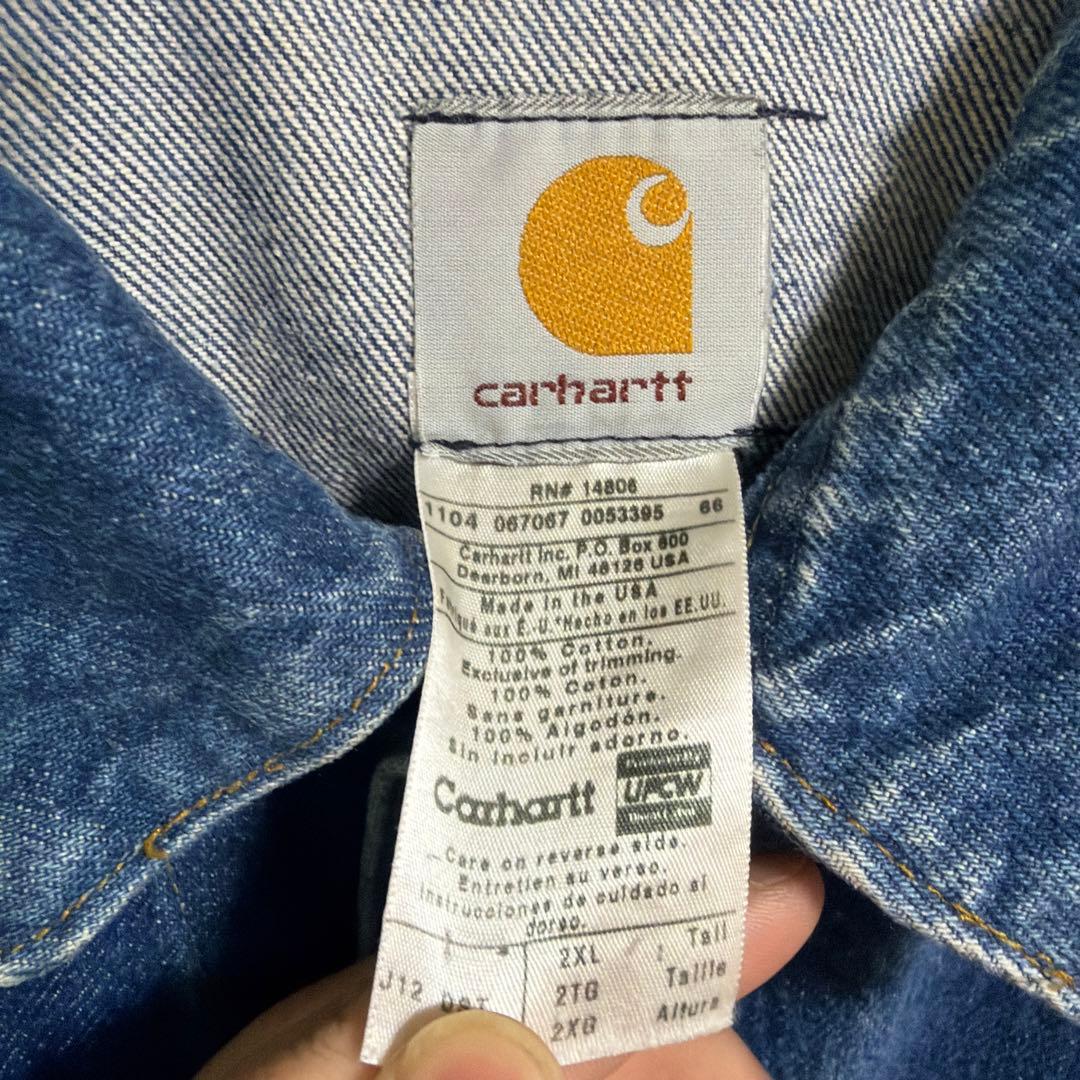 carhartt
RN# 14806
1104 067067 0053395 66
Carhartt Inc. P.O. Box 600
Dearborn, MI 48126 USA
Made in the USA
aux É. U. *Hecho en los EE.UU.
100% Cotton.
Exclusive of trimming.
100% Coton.
Sans garniture.
100% Algodón.
Sin incluir adorno.
Carhartt UFCW
Care on reverse side.
Entretien au verso.
Instrucciones de cuidado al
dorso.
J12 DST
2XL Tall
2TG Taille
2XG Altura